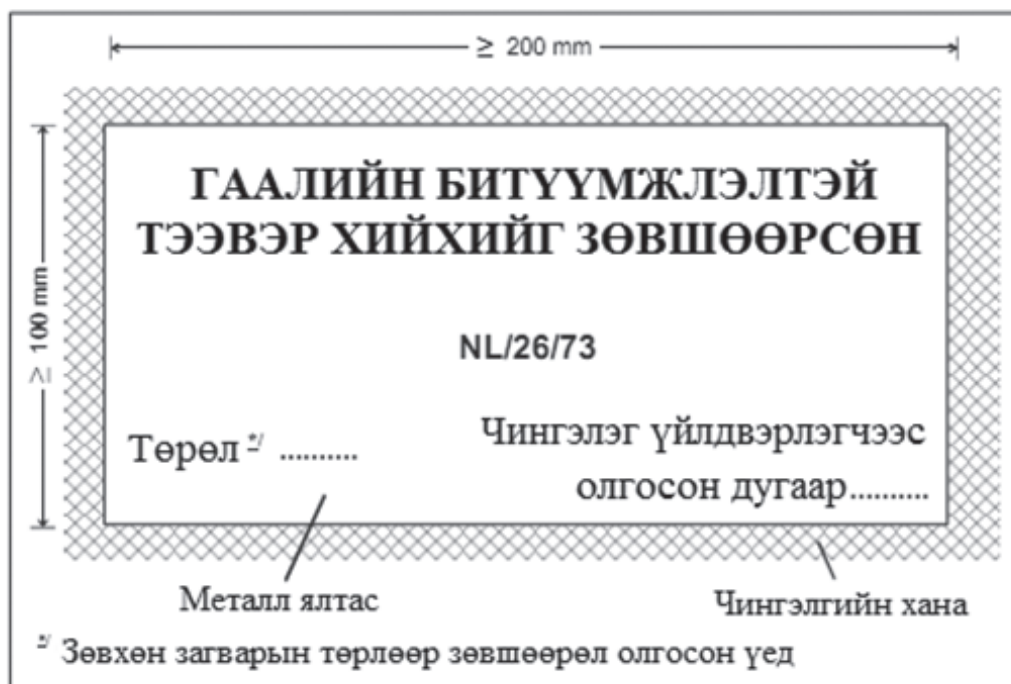 ≥ 200 mm
≥ 100 mm
ГААЛИЙН БИТҮҮМЖЛЭЛТЭЙ
ТЭЭВЭР ХИЙХИЙГ ЗӨВШӨӨРСӨН
NL/26/73
Төрөл */ ..........
Чингэлэг үйлдвэрлэгчээс
олгосон дугаар..........
Металл ялтас
Чингэлгийн хана
*/ Зөвхөн загварын төрлөөр зөвшөөрөл олгосон үед